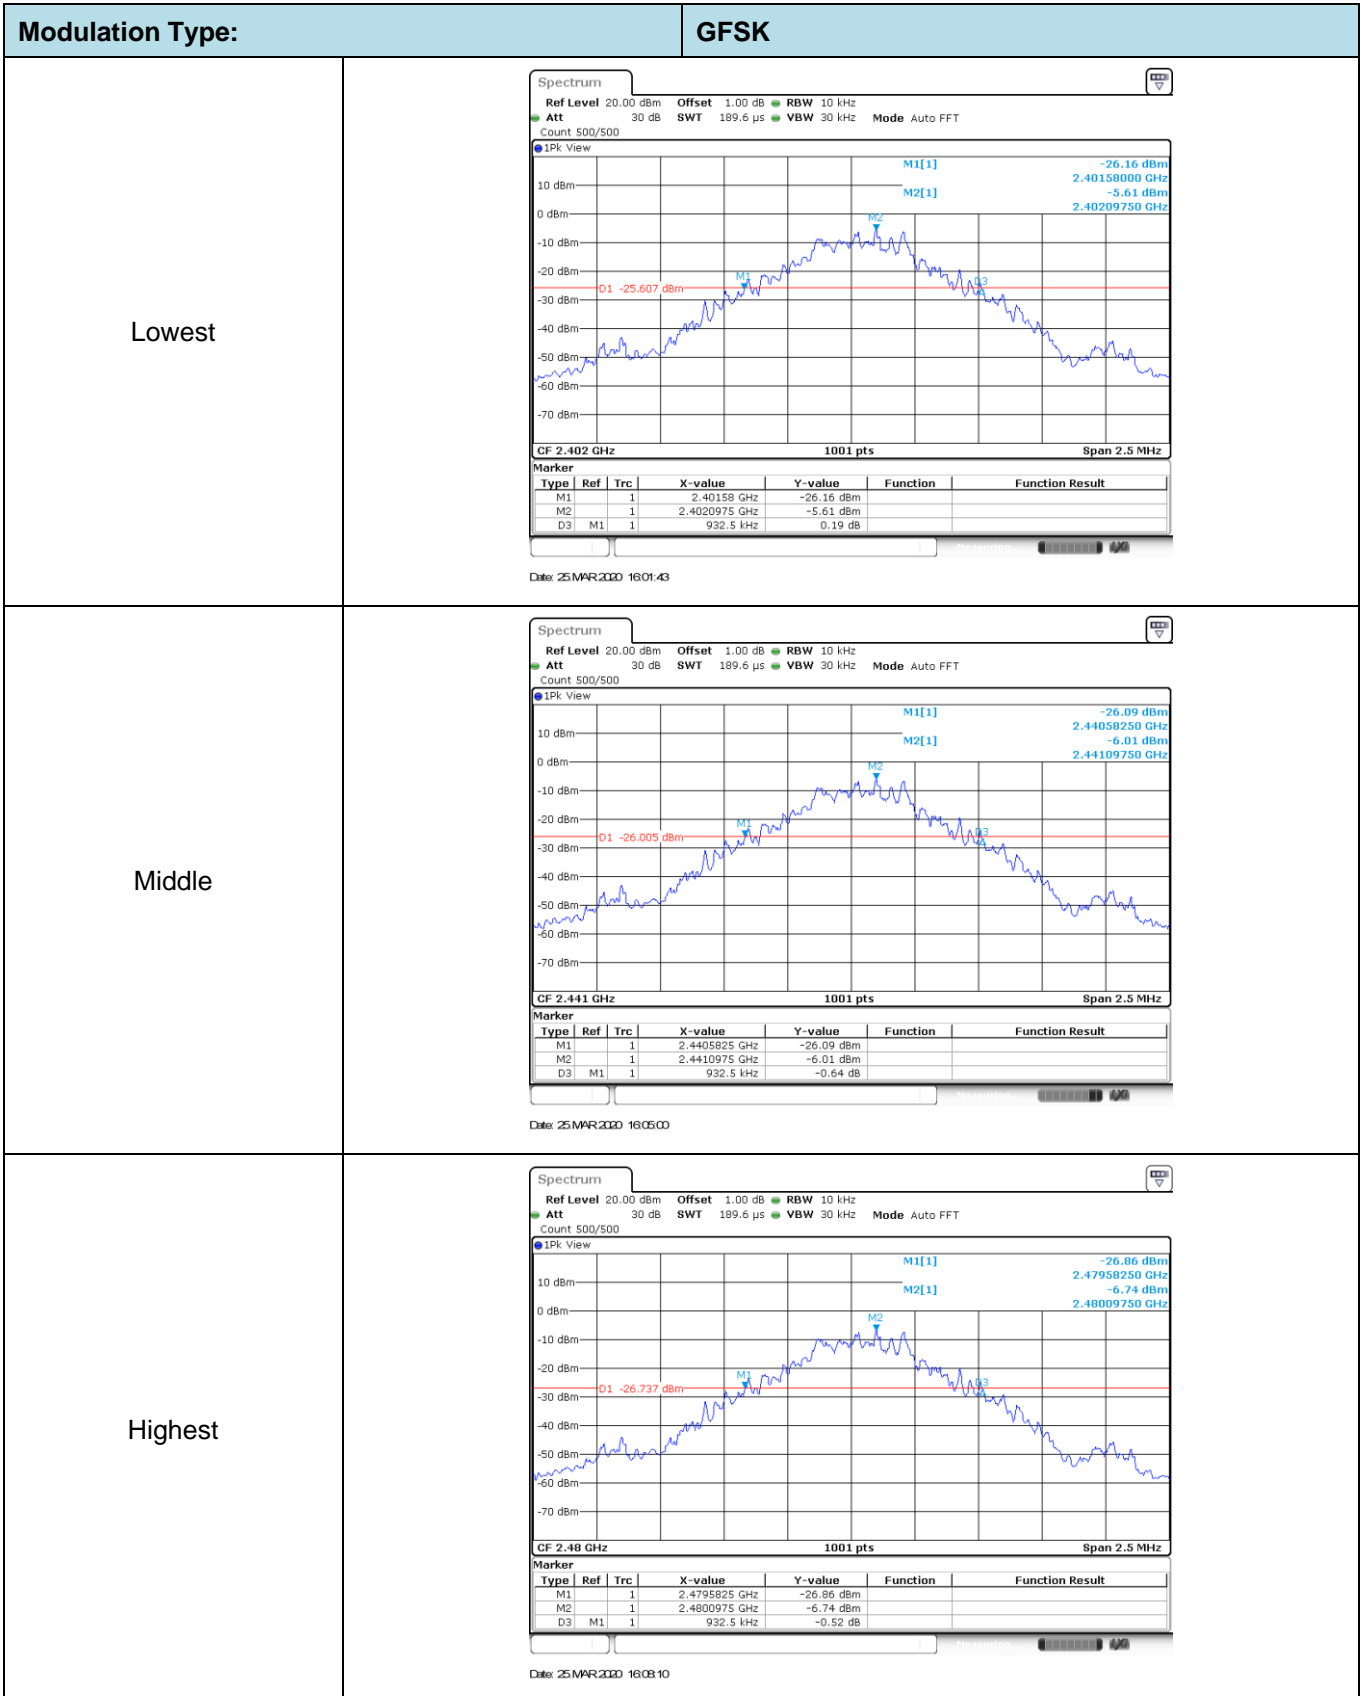 Modulation Type: GFSK
Lowest
Spectrum
Ref Level 20.00 dBm Offset 1.00 dB RBW 10 kHz
Att 30 dB SWT 189.6 µs VBW 30 kHz Mode Auto FFT
Count 500/500
1Pk View
M1[1] -26.16 dBm
2.40158000 GHz
10 dBm
M2[1] -5.61 dBm
2.40209750 GHz
0 dBm
M2
-10 dBm
-20 dBm
M1
D3
D1 -25.607 dBm
-30 dBm
-40 dBm
-50 dBm
-60 dBm
-70 dBm
CF 2.402 GHz 1001 pts Span 2.5 MHz
Marker
Type Ref Trc X-value Y-value Function Function Result
M1 1 2.40158 GHz -26.16 dBm
M2 1 2.4020975 GHz -5.61 dBm
D3 M1 1 932.5 kHz 0.19 dB
Measuring...
Date: 25.MAR.2020 16:01:43
Middle
Spectrum
Ref Level 20.00 dBm Offset 1.00 dB RBW 10 kHz
Att 30 dB SWT 189.6 µs VBW 30 kHz Mode Auto FFT
Count 500/500
1Pk View
M1[1] -26.09 dBm
2.44058250 GHz
10 dBm
M2[1] -6.01 dBm
2.44109750 GHz
0 dBm
M2
-10 dBm
-20 dBm
M1
D3
D1 -26.005 dBm
-30 dBm
-40 dBm
-50 dBm
-60 dBm
-70 dBm
CF 2.441 GHz 1001 pts Span 2.5 MHz
Marker
Type Ref Trc X-value Y-value Function Function Result
M1 1 2.4405825 GHz -26.09 dBm
M2 1 2.4410975 GHz -6.01 dBm
D3 M1 1 932.5 kHz -0.64 dB
Measuring...
Date: 25.MAR.2020 16:05:00
Highest
Spectrum
Ref Level 20.00 dBm Offset 1.00 dB RBW 10 kHz
Att 30 dB SWT 189.6 µs VBW 30 kHz Mode Auto FFT
Count 500/500
1Pk View
M1[1] -26.86 dBm
2.47958250 GHz
10 dBm
M2[1] -6.74 dBm
2.48009750 GHz
0 dBm
M2
-10 dBm
-20 dBm
M1
D3
D1 -26.737 dBm
-30 dBm
-40 dBm
-50 dBm
-60 dBm
-70 dBm
CF 2.48 GHz 1001 pts Span 2.5 MHz
Marker
Type Ref Trc X-value Y-value Function Function Result
M1 1 2.4795825 GHz -26.86 dBm
M2 1 2.4800975 GHz -6.74 dBm
D3 M1 1 932.5 kHz -0.52 dB
Measuring...
Date: 25.MAR.2020 16:08:10